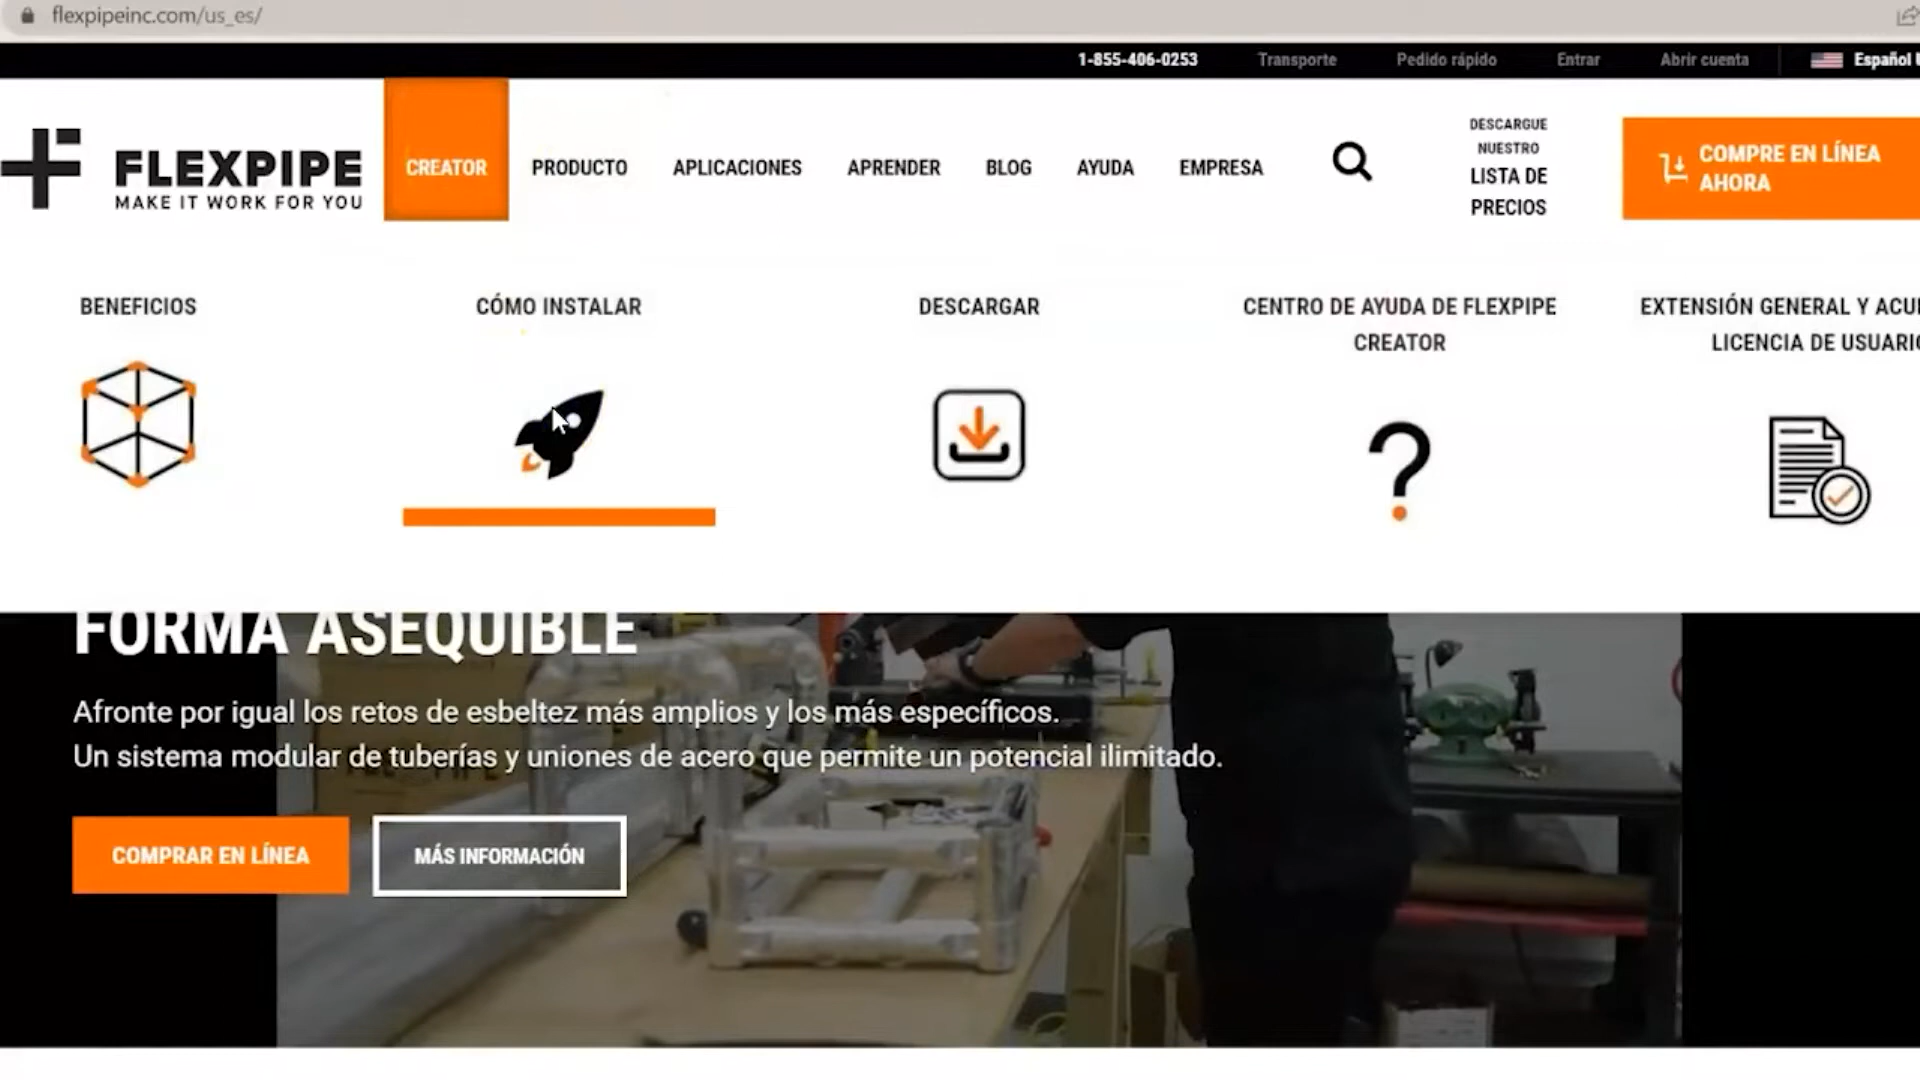 flexpipeinc.com/us_es/
1-855-406-0253 Transporte Pedido rápido Entrar Abrir cuenta Español
FLEXPIPE
MAKE IT WORK FOR YOU
CREATOR PRODUCTO APLICACIONES APRENDER BLOG AYUDA EMPRESA
DESCARGUE
NUESTRO
LISTA DE
PRECIOS
COMPRE EN LÍNEA
AHORA
BENEFICIOS
CÓMO INSTALAR
DESCARGAR
CENTRO DE AYUDA DE FLEXPIPE
CREATOR
EXTENSIÓN GENERAL Y
LICENCIA DE
FORMA ASEQUIBLE
Afronte por igual los retos de esbeltez más amplios y los más específicos.
Un sistema modular de tuberías y uniones de acero que permite un potencial ilimitado.
COMPRAR EN LÍNEA
MÁS INFORMACIÓN